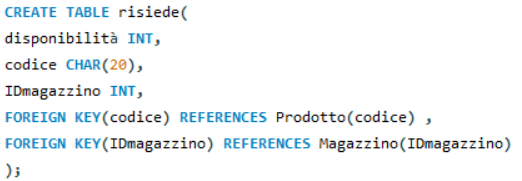 CREATE TABLE risiede(
disponibilità INT,
codice CHAR(20),
IDmagazzino INT,
FOREIGN KEY(codice) REFERENCES Prodotto(codice) ,
FOREIGN KEY(IDmagazzino) REFERENCES Magazzino(IDmagazzino)
);